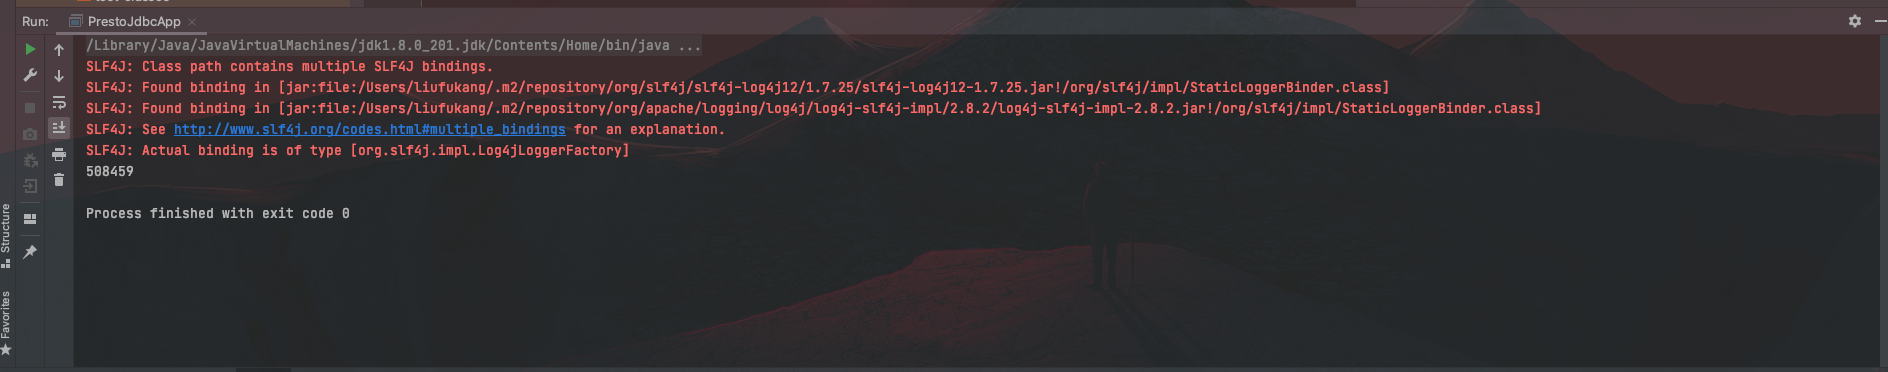 Run: PrestoJdbcApp
/Library/Java/JavaVirtualMachines/jdk1.8.0_201.jdk/Contents/Home/bin/java ...
SLF4J: Class path contains multiple SLF4J bindings.
SLF4J: Found binding in [jar:file:/Users/liufukang/.m2/repository/org/slf4j/slf4j-log4j12/1.7.25/slf4j-log4j12-1.7.25.jar!/org/slf4j/impl/StaticLoggerBinder.class]
SLF4J: Found binding in [jar:file:/Users/liufukang/.m2/repository/org/apache/logging/log4j/log4j-slf4j-impl/2.8.2/log4j-slf4j-impl-2.8.2.jar!/org/slf4j/impl/StaticLoggerBinder.class]
SLF4J: See http://www.slf4j.org/codes.html#multiple_bindings for an explanation.
SLF4J: Actual binding is of type [org.slf4j.impl.Log4jLoggerFactory]
508459
Process finished with exit code 0
Structure
Favorites